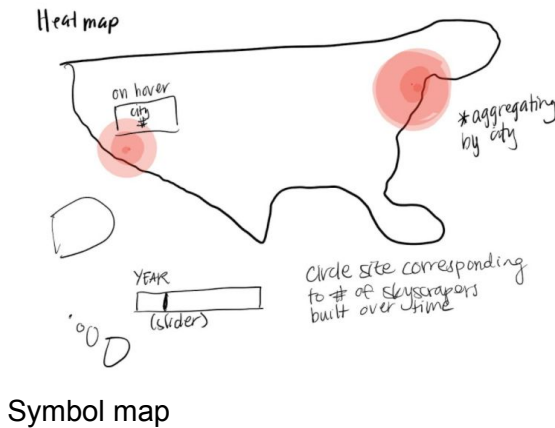 Heat map
on hover
city
#
*aggregating
by city
YEAR
(slider)
Circle site corresponding
to # of skyscrapers
built over time
Symbol map